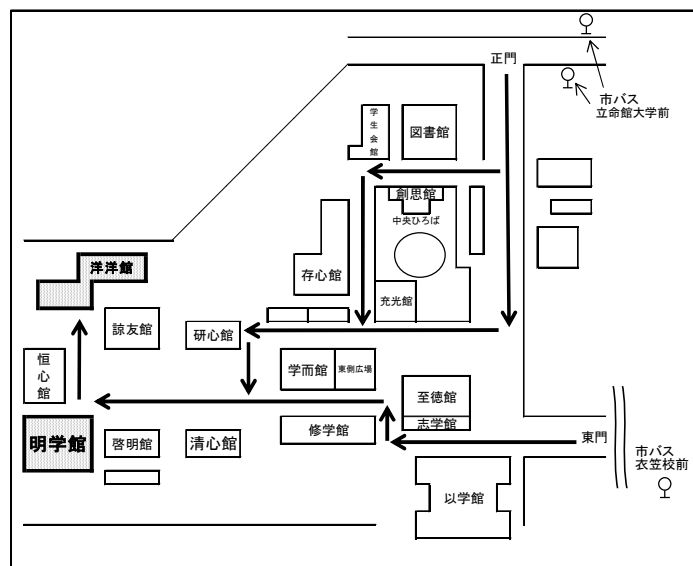 正門
市バス
立命館大学前
学生会館
図書館
創思館
中央ひろば
洋洋館
存心館
充光館
諒友館
研心館
恒心館
学而館
東側広場
至徳館
志学館
明学館
啓明館
清心館
修学館
東門
市バス
衣笠校前
以学館